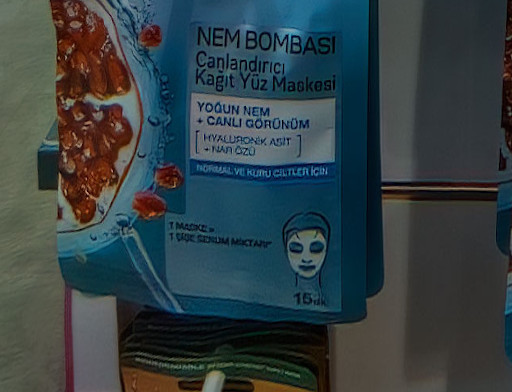 NEM BOMBASI
Canlandırıcı
Kağıt Yüz Maskesi
YOĞUN NEM
+ CANLI GÖRÜNÜM
[HYALURONİK ASİT
+ NAR ÖZÜ]
NORMAL VE KURU CİLTLER İÇİN
1 MASKE =
1 ŞİŞE SERUM MİKTARI*
15dk